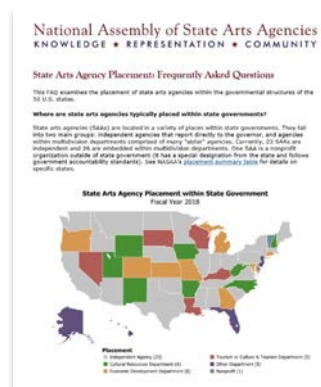 National Assembly of State Arts Agencies
KNOWLEDGE ★ REPRESENTATION ★ COMMUNITY
State Arts Agency Placement: Frequently Asked Questions
This FAQ examines the placement of state arts agencies within the governmental structures of the
50 U.S. states.
Where are state arts agencies typically placed within state governments?
State arts agencies (SAAs) are located in a variety of places within state governments. They fall
into two main groups: independent agencies that report directly to the governor, and agencies
within multidivision departments comprised of many "sister" agencies. Currently, 23 SAAs are
independent and 26 are embedded within multidivision departments. One SAA is a nonprofit
organization outside of state government (it has a special designation from the state and follows
government accountability standards). See NASAA's placement summary table for details on
specific states.
State Arts Agency Placement within State Government
Fiscal Year 2018
Placement
Independent Agency (23)
Cultural Resources Department
Economic Development Department
Tourism or Culture & Tourism Department
Other Department
Nonprofit (1)